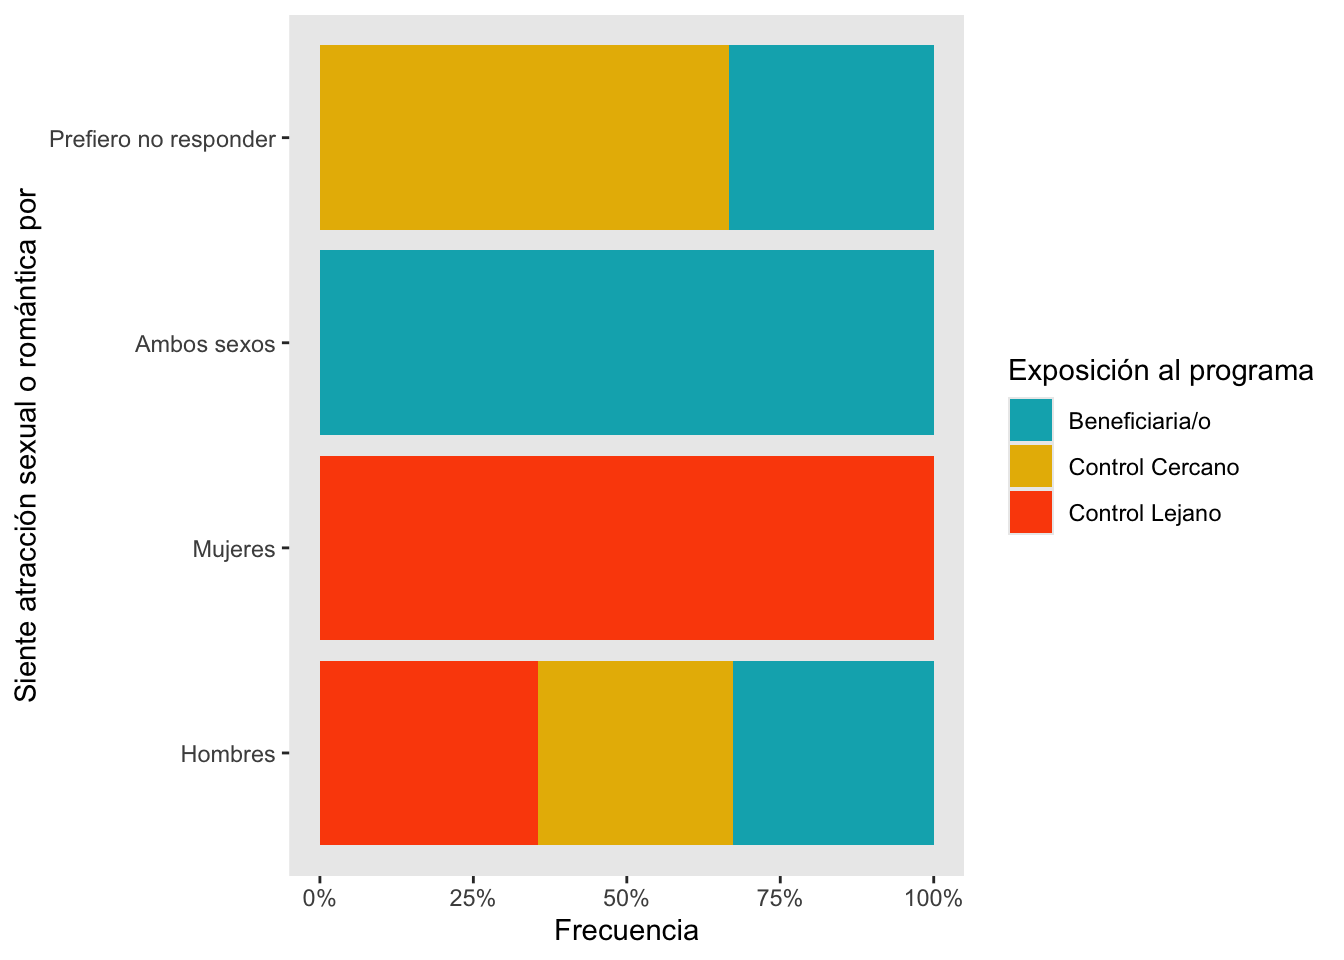 Siente atracción sexual o romántica por
Prefiero no responder
Ambos sexos
Mujeres
Hombres
0% 25% 50% 75% 100%
Frecuencia
Exposición al programa
Beneficiaria/o
Control Cercano
Control Lejano